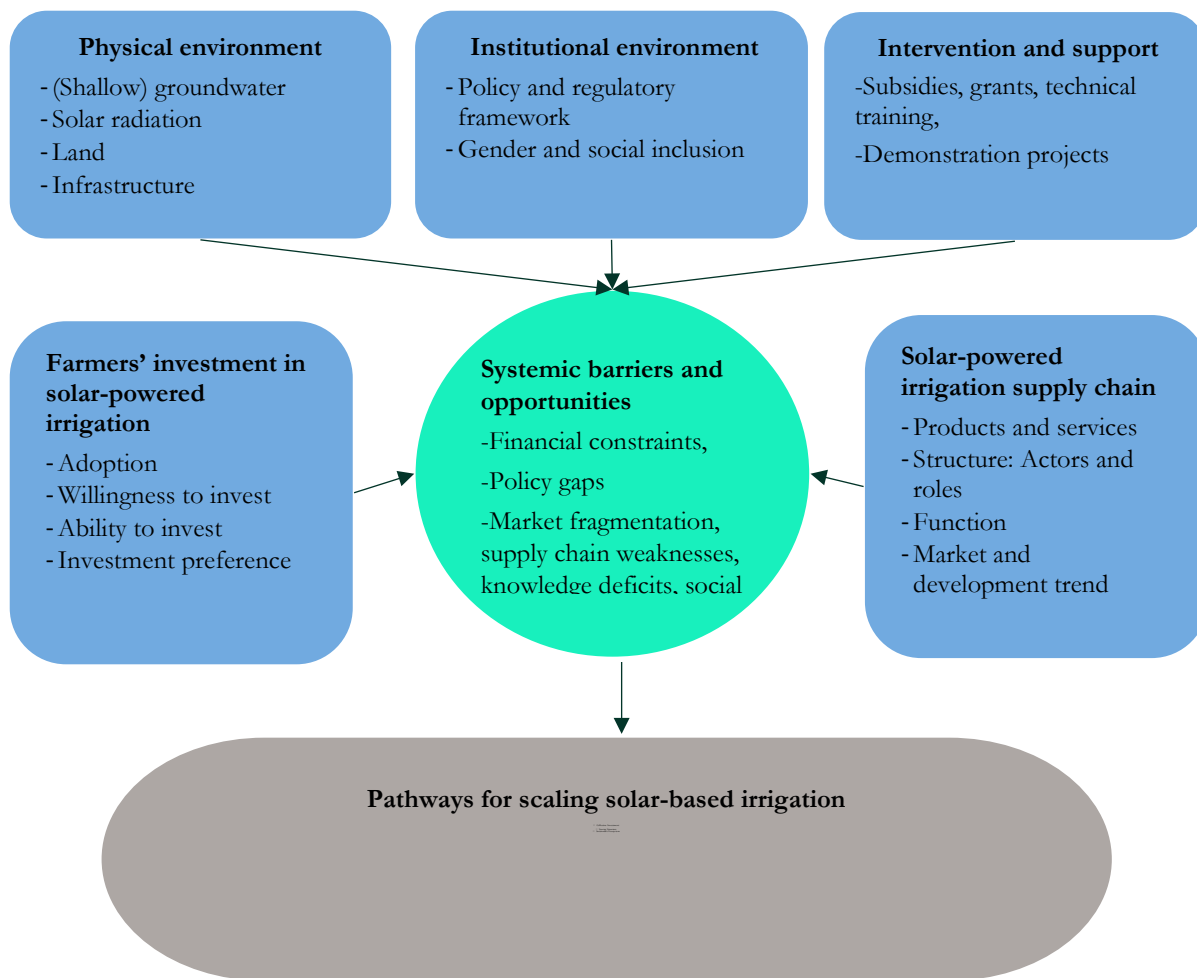 Physical environment
- (Shallow) groundwater
- Solar radiation
- Land
- Infrastructure
Institutional environment
- Policy and regulatory
framework
- Gender and social inclusion
Intervention and support
-Subsidies, grants, technical
training,
-Demonstration projects
Farmers’ investment in
solar-powered
irrigation
- Adoption
- Willingness to invest
- Ability to invest
- Investment preference
Systemic barriers and
opportunities
-Financial constraints,
-Policy gaps
-Market fragmentation,
supply chain weaknesses,
knowledge deficits, social
Solar-powered
irrigation supply chain
- Products and services
- Structure: Actors and
roles
- Function
- Market and
development trend
Pathways for scaling solar-based irrigation